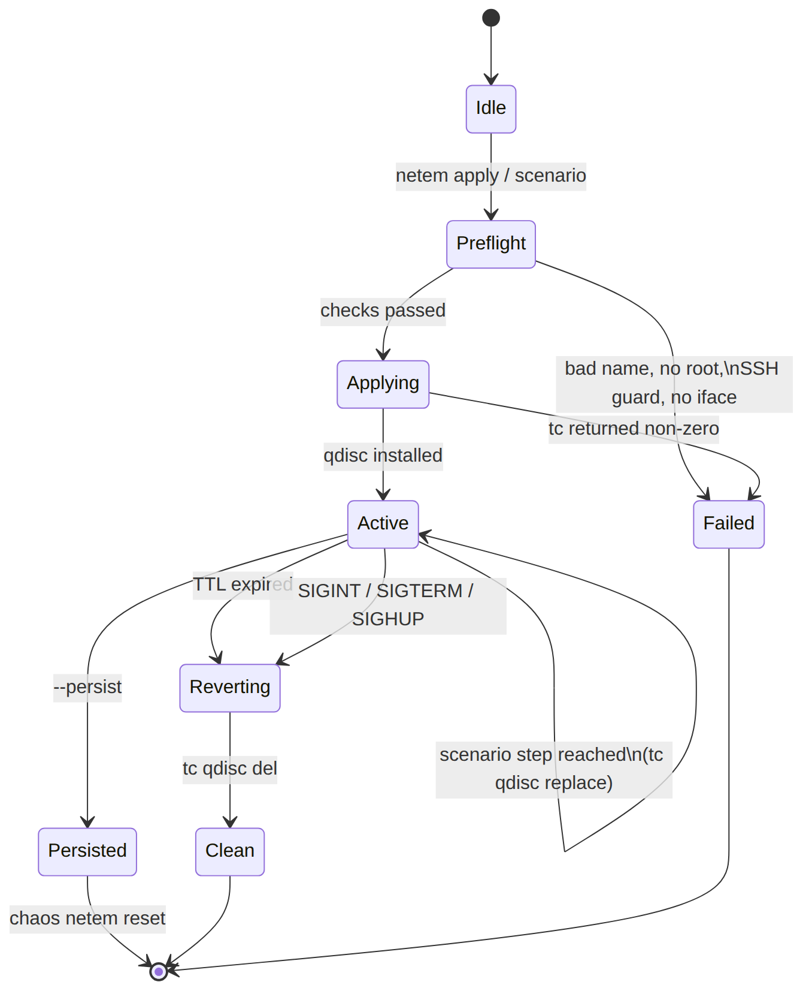 Idle
netem apply / scenario
Preflight
checks passed
bad name, no root,\nSSH
guard, no iface
Applying
tc returned non-zero
qdisc installed
Active
Failed
TTL expired
SIGINT / SIGTERM /
SIGHUP
--persist
Reverting
scenario step reached\n(tc
qdisc replace)
tc qdisc del
Persisted
Clean
chaos netem reset